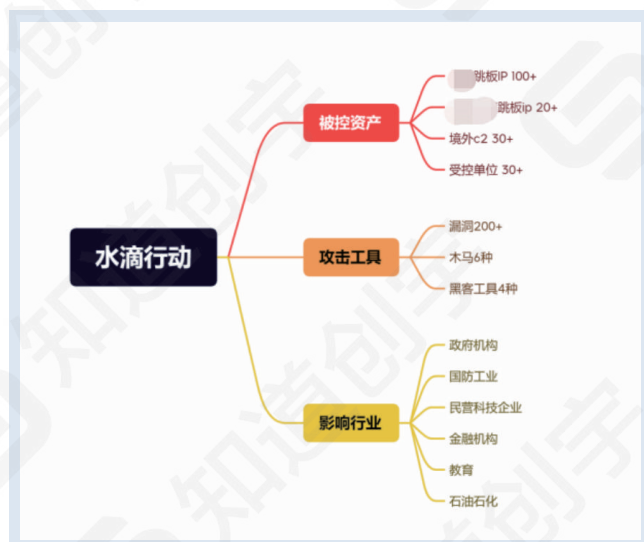 水滴行动
被控资产
跳板IP 100+
跳板ip 20+
境外c2 30+
受控单位 30+
攻击工具
漏洞200+
木马6种
黑客工具4种
影响行业
政府机构
国防工业
民营科技企业
金融机构
教育
石油石化
知道创宇